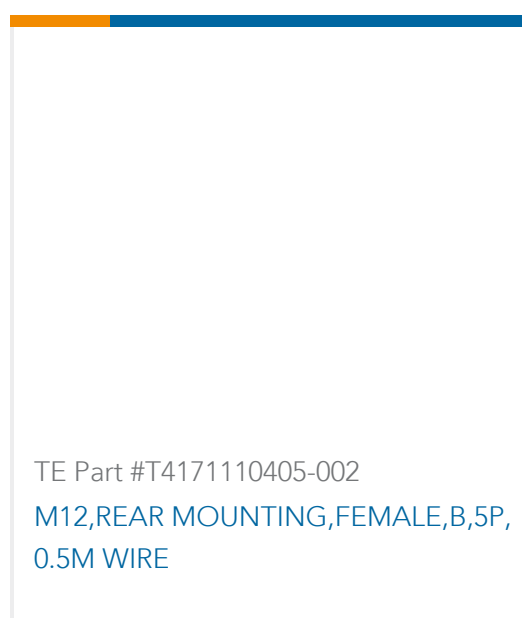 TE Part #T4171110405-002
M12,REAR MOUNTING,FEMALE,B,5P,
0.5M WIRE